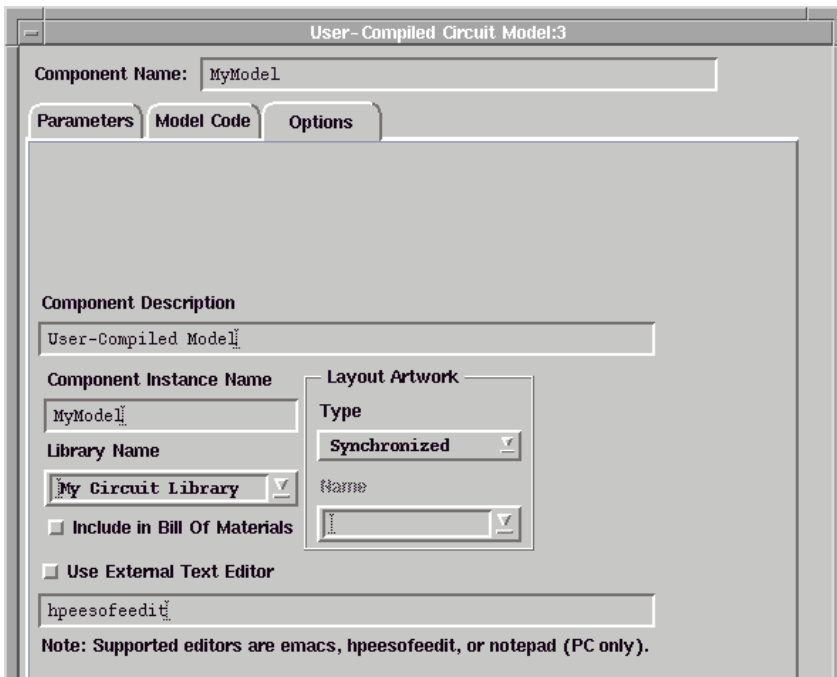 User-Compiled Circuit Model:3
Component Name: MyModel
Parameters Model Code Options
Component Description
User-Compiled Model
Component Instance Name
MyModel
Library Name
My Circuit Library
Include in Bill Of Materials
Layout Artwork
Type
Synchronized
Name
Use External Text Editor
hpeesofeedit
Note: Supported editors are emacs, hpeesofeedit, or notepad (PC only).